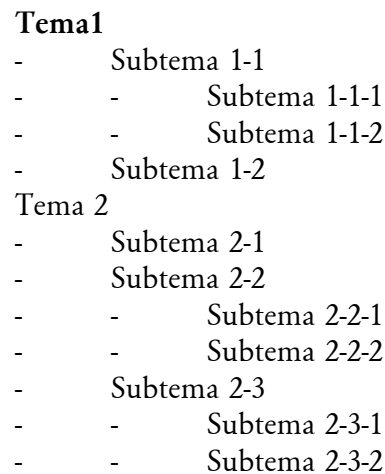 Tema1
- Subtema 1-1
- - Subtema 1-1-1
- - Subtema 1-1-2
- Subtema 1-2
Tema 2
- Subtema 2-1
- Subtema 2-2
- - Subtema 2-2-1
- - Subtema 2-2-2
- Subtema 2-3
- - Subtema 2-3-1
- - Subtema 2-3-2